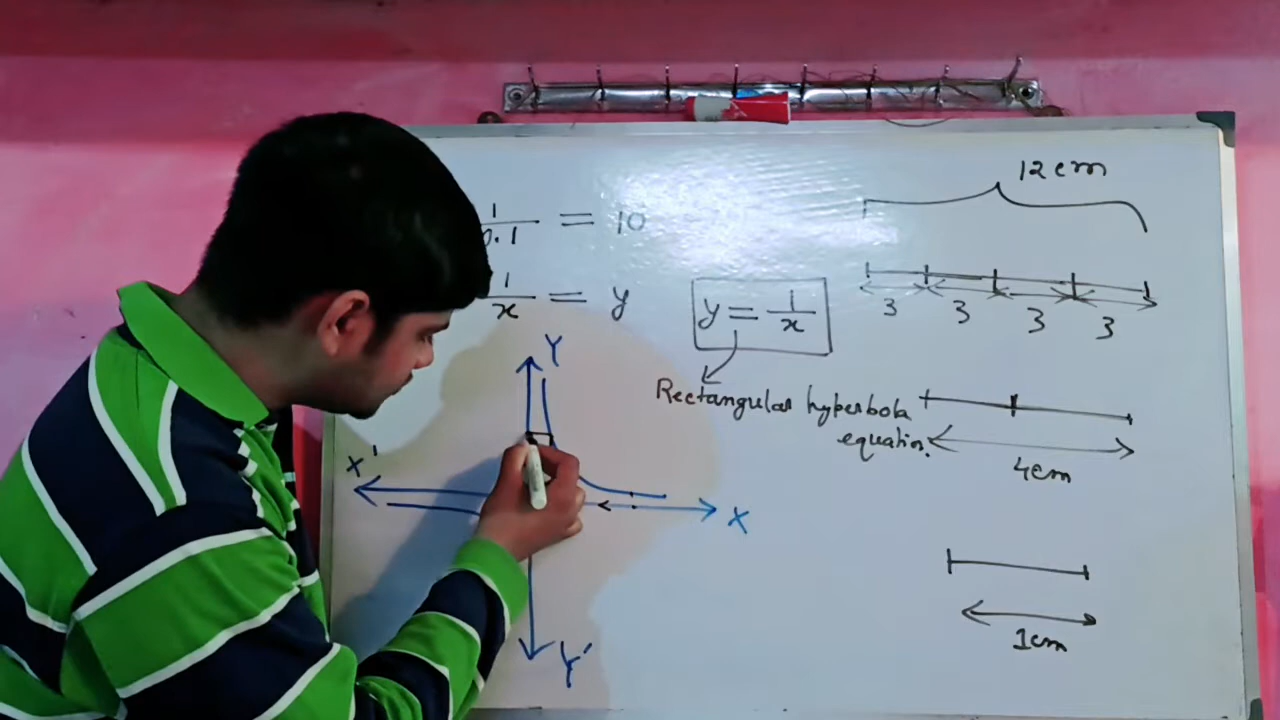 1/0.1 = 10
1/x = y
y = 1/x
Rectangular hyperbola
equation.
Y
X'
X
Y'
12cm
3 3 3 3
4cm
1cm